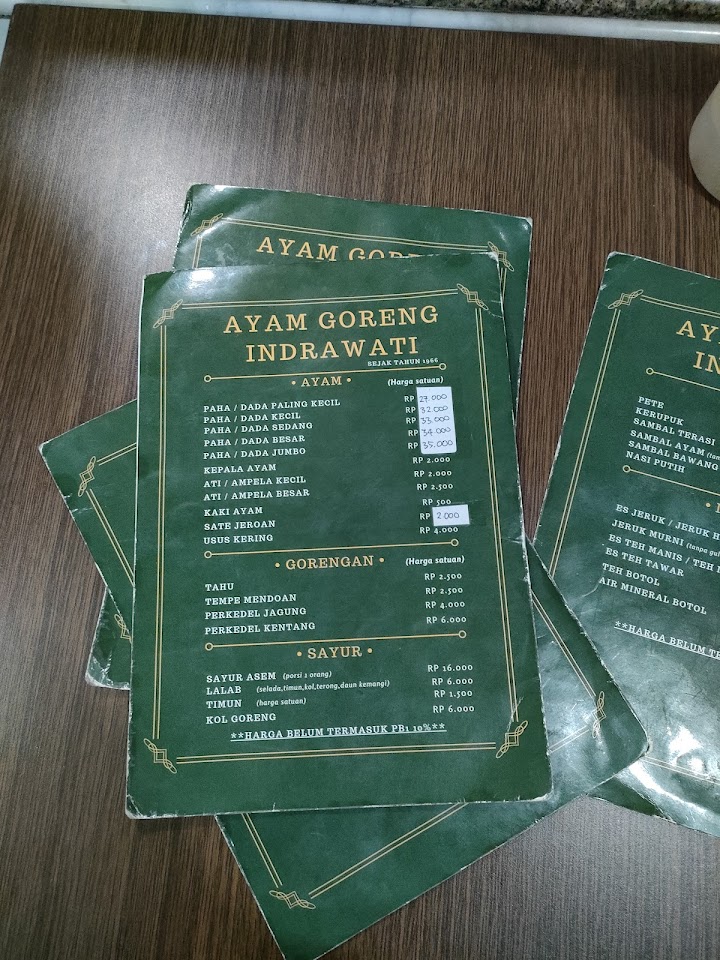 AYAM GORENG
INDRAWATI
SEJAK TAHUN 1966
• AYAM • (Harga satuan)
PAHA / DADA PALING KECIL RP 27.000
PAHA / DADA KECIL RP 32.000
PAHA / DADA SEDANG RP 33.000
PAHA / DADA BESAR RP 34.000
PAHA / DADA JUMBO RP 35.000
KEPALA AYAM RP 2.000
ATI / AMPELA KECIL RP 2.000
ATI / AMPELA BESAR RP 2.500
KAKI AYAM RP 500
SATE JEROAN RP 2.000
USUS KERING RP 4.000
• GORENGAN • (Harga satuan)
TAHU RP 2.500
TEMPE MENDOAN RP 2.500
PERKEDEL JAGUNG RP 4.000
PERKEDEL KENTANG RP 6.000
• SAYUR •
SAYUR ASEM (porsi 1 orang) RP 16.000
LALAB (selada,timun,kol,terong,daun kemangi) RP 6.000
TIMUN (harga satuan) RP 1.500
KOL GORENG RP 6.000
**HARGA BELUM TERMASUK PB1 10%**
AYAM
PETE
KERUPUK
SAMBAL TERASI
SAMBAL AYAM
SAMBAL BAWANG
NASI PUTIH
ES JERUK / JERUK
JERUK MURNI (tanpa
ES TEH MANIS / TEH
ES TEH TAWAR
TEH BOTOL
AIR MINERAL BOTOL
**HARGA BELUM